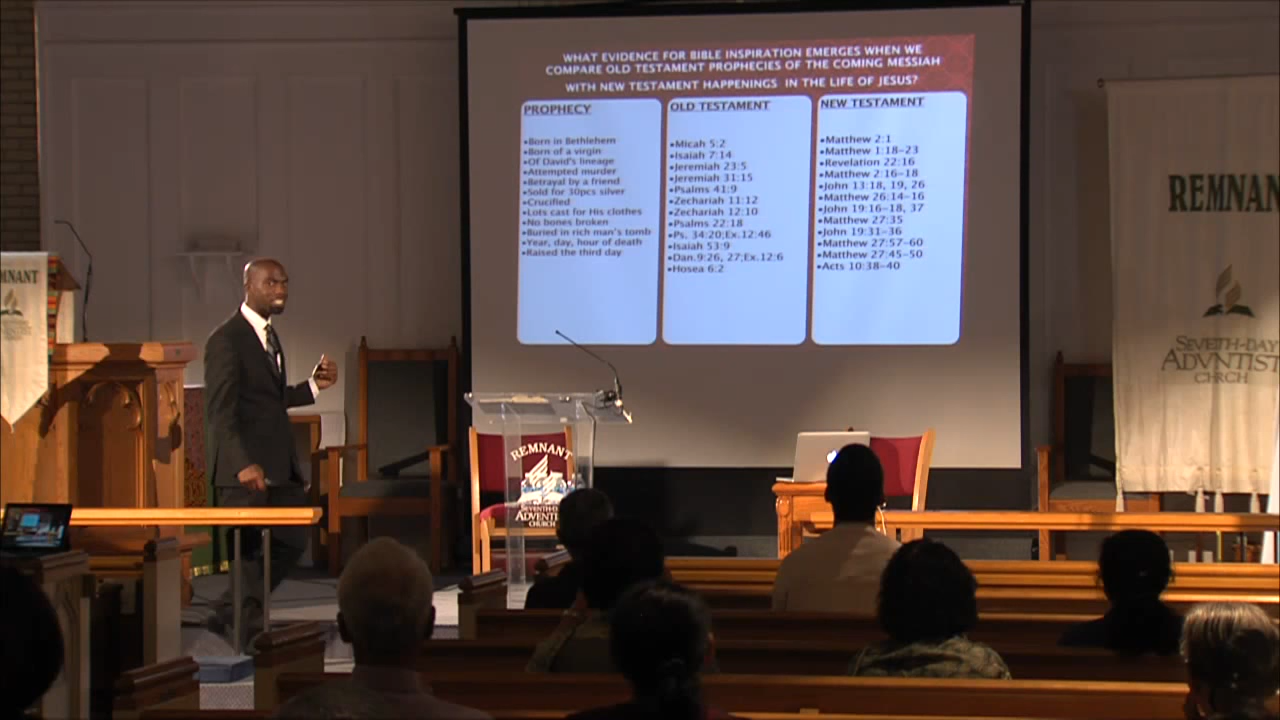 WHAT EVIDENCE FOR BIBLE INSPIRATION EMERGES WHEN WE
COMPARE OLD TESTAMENT PROPHECIES OF THE COMING MESSIAH
WITH NEW TESTAMENT HAPPENINGS IN THE LIFE OF JESUS?
PROPHECY
•Born in Bethlehem
•Born of a virgin
•Of David's lineage
•Attempted murder
•Betrayal by a friend
•Sold for 30pcs silver
•Crucified
•Lots cast for His clothes
•No bones broken
•Buried in rich man's tomb
•Year, day, hour of death
•Raised the third day
OLD TESTAMENT
•Micah 5:2
•Isaiah 7:14
•Jeremiah 23:5
•Jeremiah 31:15
•Psalms 41:9
•Zechariah 11:12
•Zechariah 12:10
•Psalms 22:18
•Ps. 34:20;Ex.12:46
•Isaiah 53:9
•Dan.9:26, 27;Ex.12:6
•Hosea 6:2
NEW TESTAMENT
•Matthew 2:1
•Matthew 1:18-23
•Revelation 22:16
•Matthew 2:16-18
•John 13:18, 19, 26
•Matthew 26:14-16
•John 19:16-18, 37
•Matthew 27:35
•John 19:31-36
•Matthew 27:57-60
•Matthew 27:45-50
•Acts 10:38-40
REMNANT
REMNANT
SEVENTH-DAY
ADVENTIST
CHURCH
REMNAN
SEVETH-DAY
ADVNTIST
CHRCH